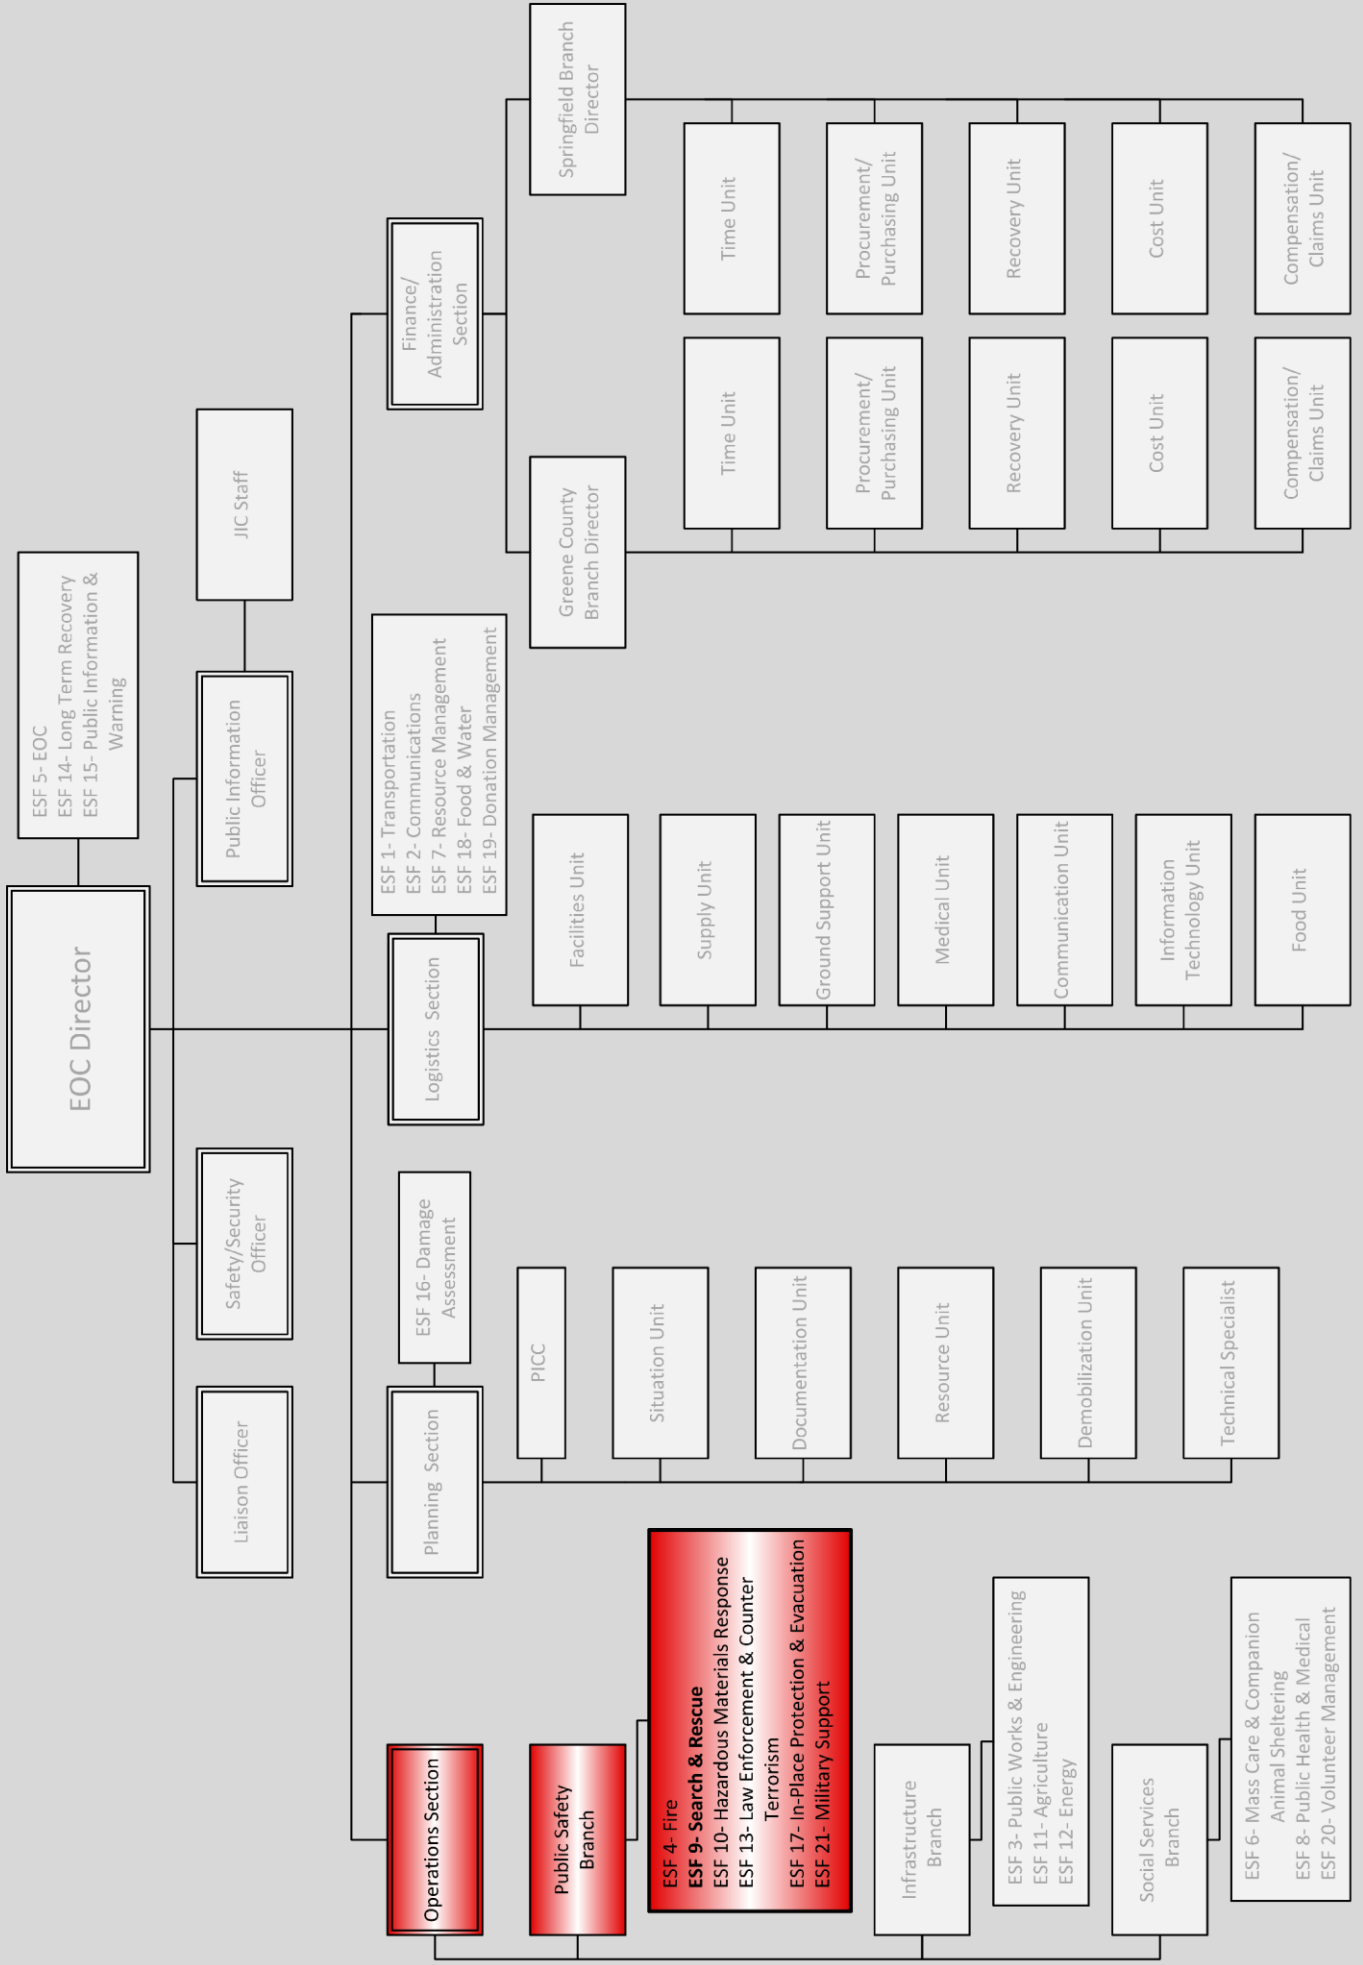 EOC Director
ESF 5- EOC
ESF 14- Long Term Recovery
ESF 15- Public Information &
Warning
Liaison Officer
Safety/Security
Officer
Public Information
Officer
JIC Staff
Operations Section
Planning Section
ESF 16- Damage
Assessment
Logistics Section
ESF 1- Transportation
ESF 2- Communications
ESF 7- Resource Management
ESF 18- Food & Water
ESF 19- Donation Management
Finance/
Administration
Section
Public Safety
Branch
ESF 4- Fire
ESF 9- Search & Rescue
ESF 10- Hazardous Materials Response
ESF 13- Law Enforcement & Counter
Terrorism
ESF 17- In-Place Protection & Evacuation
ESF 21- Military Support
Infrastructure
Branch
ESF 3- Public Works & Engineering
ESF 11- Agriculture
ESF 12- Energy
Social Services
Branch
ESF 6- Mass Care & Companion
Animal Sheltering
ESF 8- Public Health & Medical
ESF 20- Volunteer Management
PICC
Situation Unit
Documentation Unit
Resource Unit
Demobilization Unit
Technical Specialist
Facilities Unit
Supply Unit
Ground Support Unit
Medical Unit
Communication Unit
Information
Technology Unit
Food Unit
Greene County
Branch Director
Time Unit
Procurement/
Purchasing Unit
Recovery Unit
Cost Unit
Compensation/
Claims Unit
Springfield Branch
Director
Time Unit
Procurement/
Purchasing Unit
Recovery Unit
Cost Unit
Compensation/
Claims Unit